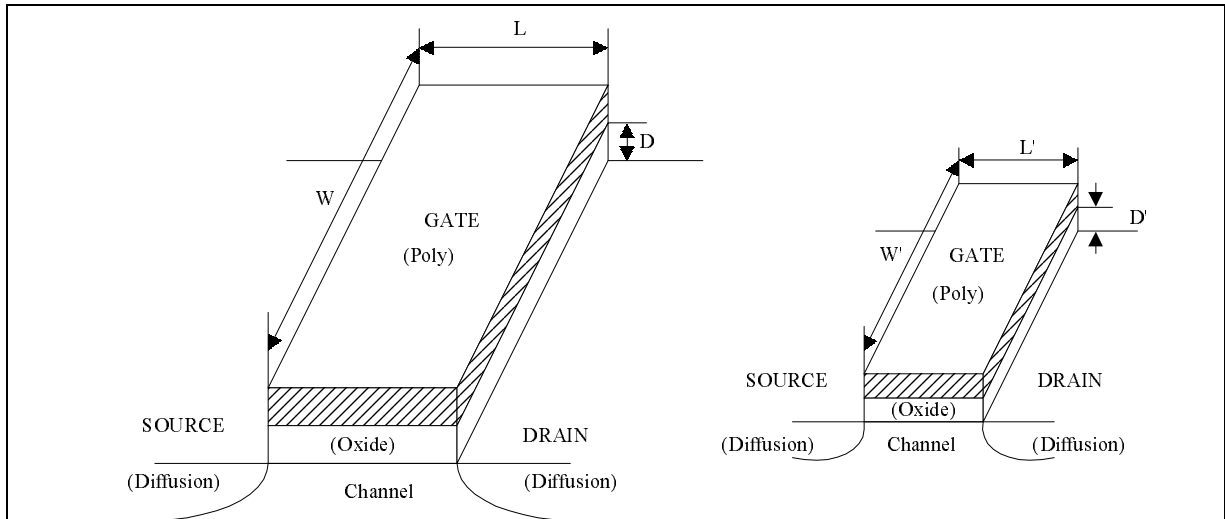 L
D
W
GATE
(Poly)
SOURCE
(Oxide)
DRAIN
(Diffusion)
Channel
(Diffusion)
L'
D'
W'
GATE
(Poly)
SOURCE
DRAIN
(Oxide)
(Diffusion)
Channel
(Diffusion)